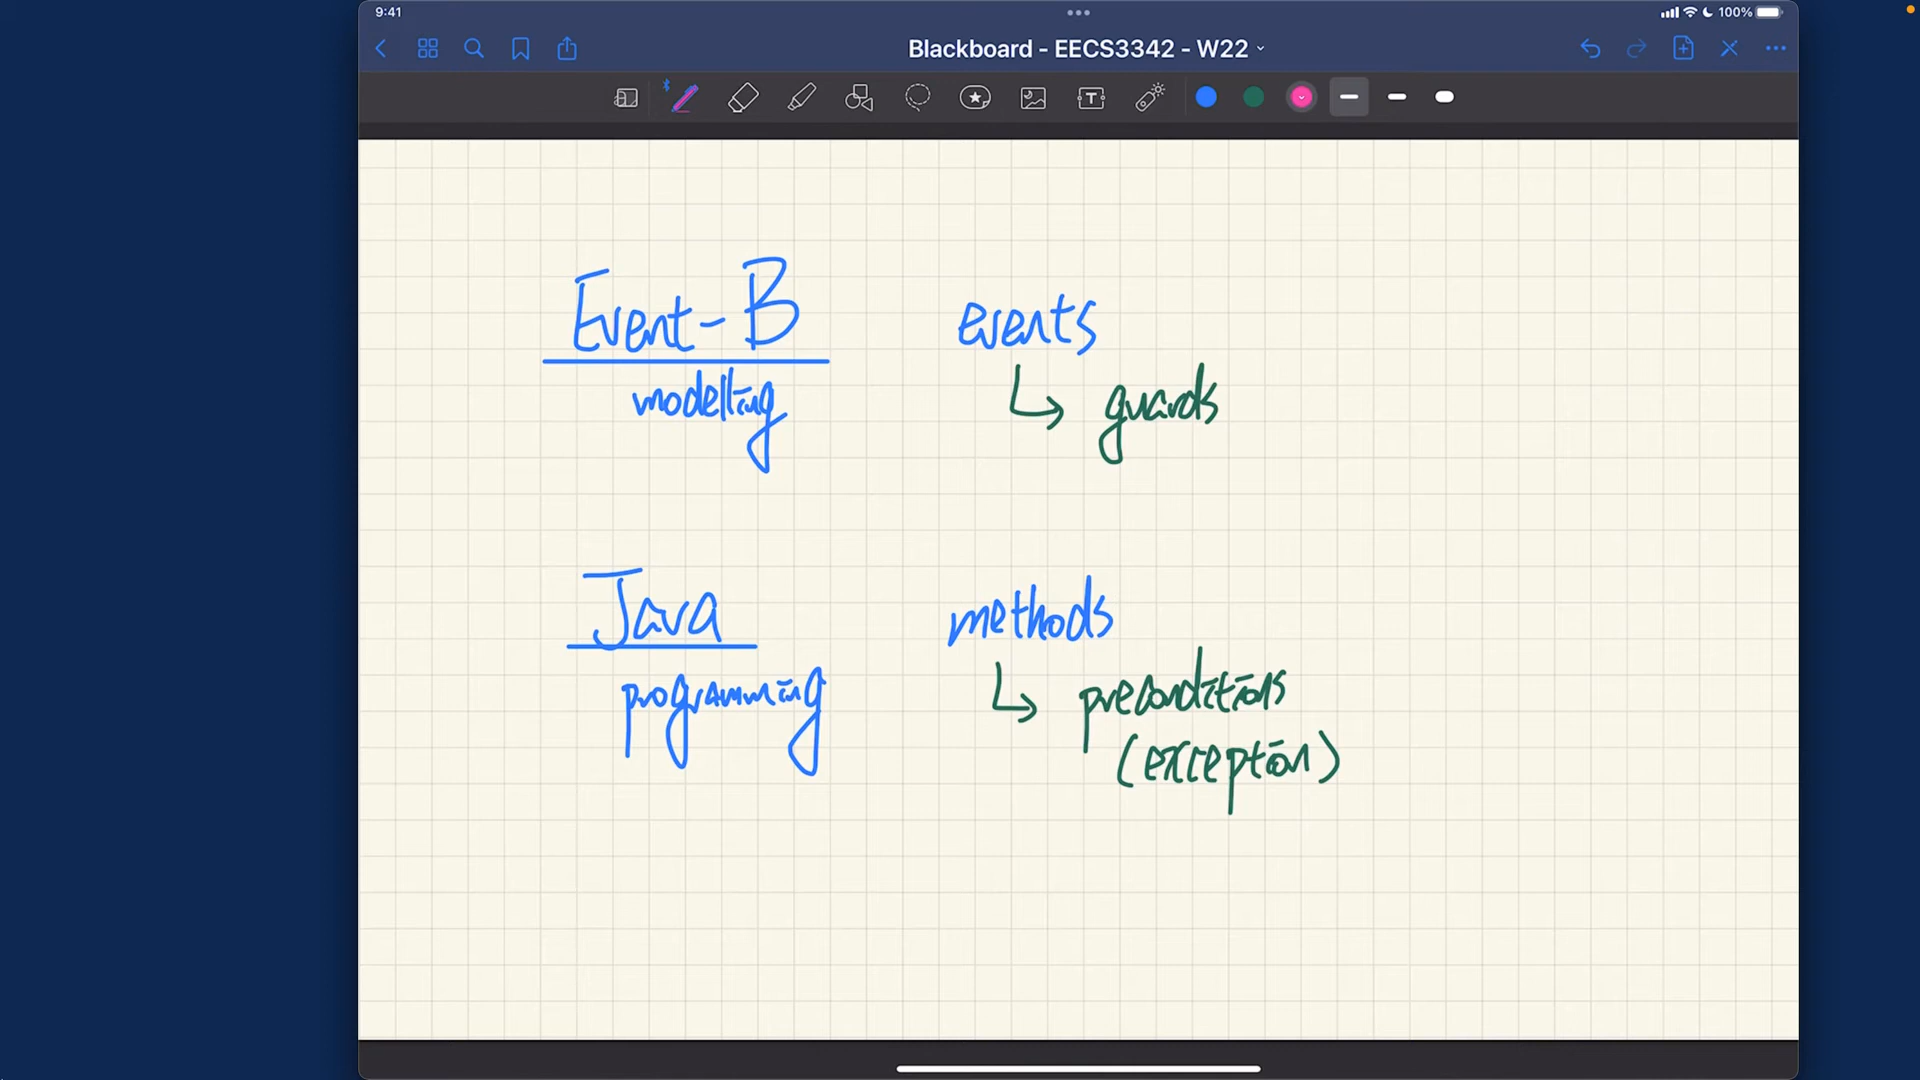 9:41
100%
Blackboard - EECS3342 - W22
Event-B events
modelling guards
Java methods
programming preconditions
(exception)